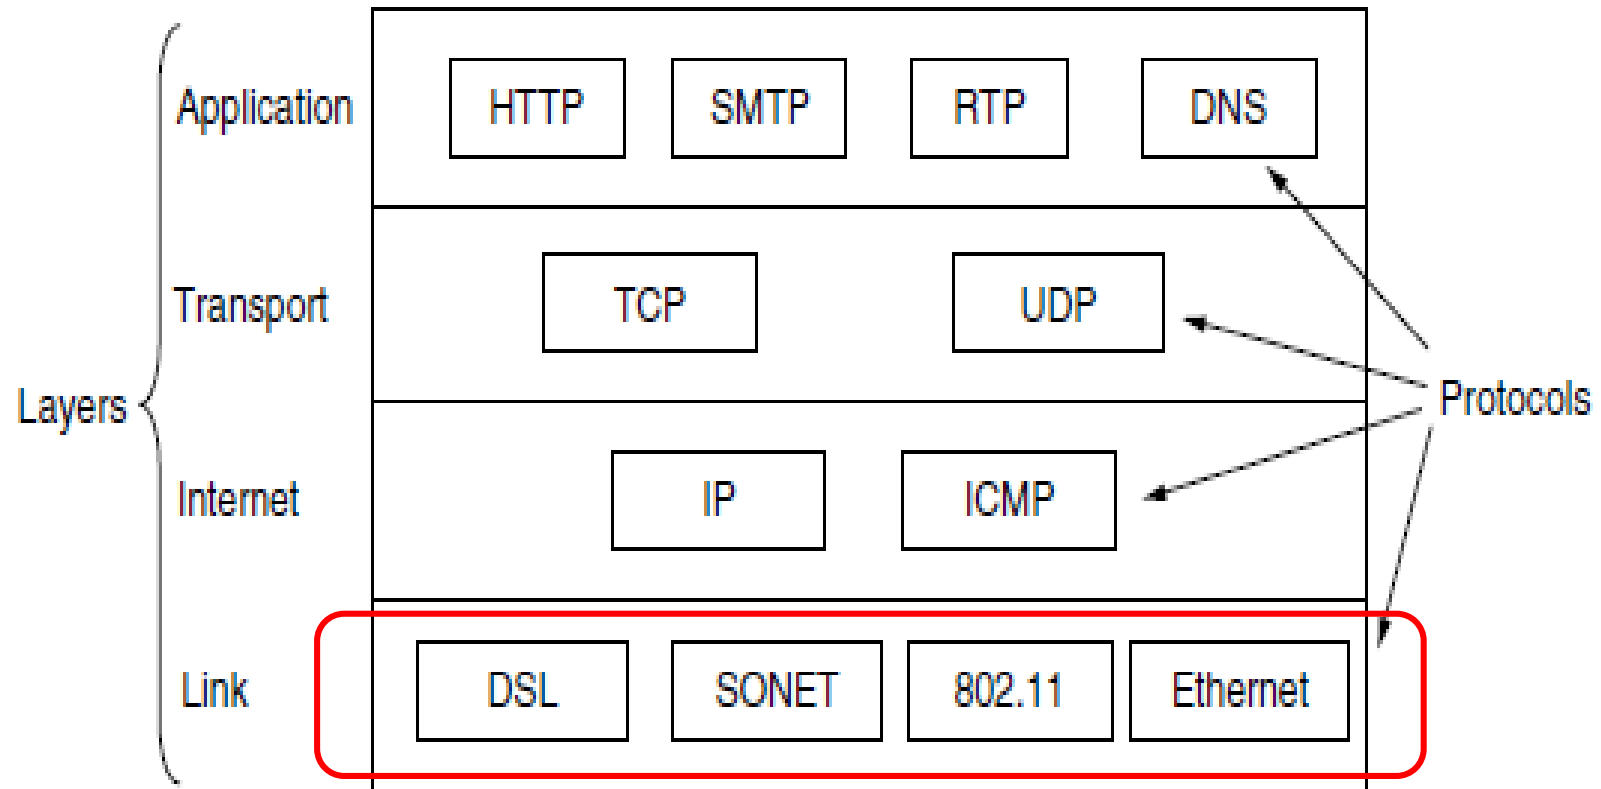 Application HTTP SMTP RTP DNS
Transport TCP UDP
Layers Protocols
Internet IP ICMP
Link DSL SONET 802.11 Ethernet